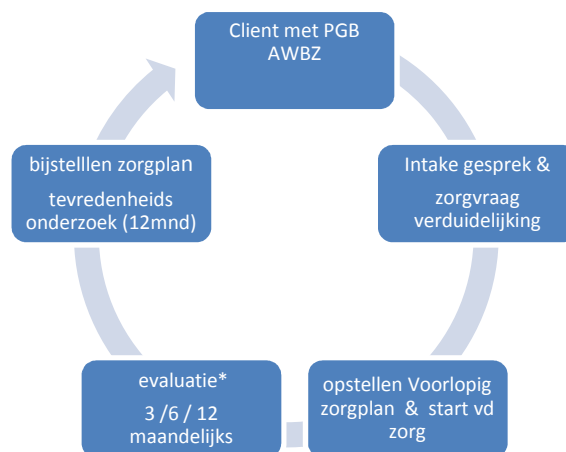 Client met PGB
AWBZ
Intake gesprek &
zorgvraag
verduidelijking
opstellen Voorlopig
zorgplan & start vd
zorg
evaluatie*
3 /6 / 12
maandelijks
bijstelllen zorgplan
tevredenheids
onderzoek (12mnd)